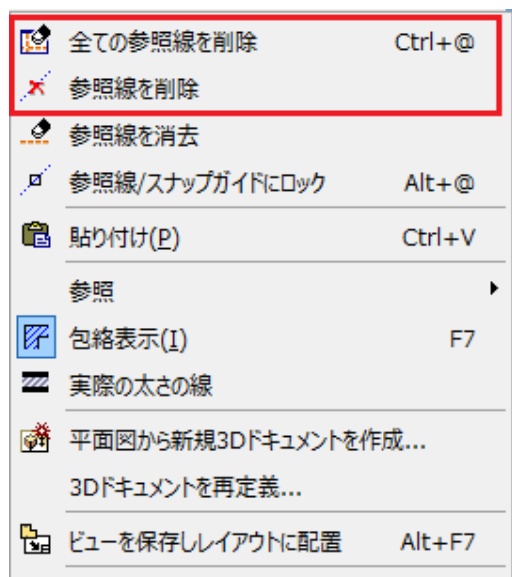 全ての参照線を削除 Ctrl+@
参照線を削除
参照線を消去
参照線/スナップガイドにロック Alt+@
貼り付け(P) Ctrl+V
参照
包絡表示(I) F7
実際の太さの線
平面図から新規3Dドキュメントを作成...
3Dドキュメントを再定義...
ビューを保存しレイアウトに配置 Alt+F7